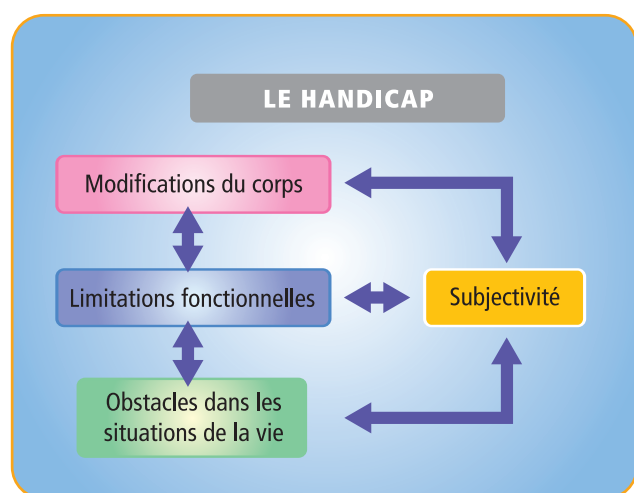 LE HANDICAP
Modifications du corps
Limitations fonctionnelles
Subjectivité
Obstacles dans les
situations de la vie